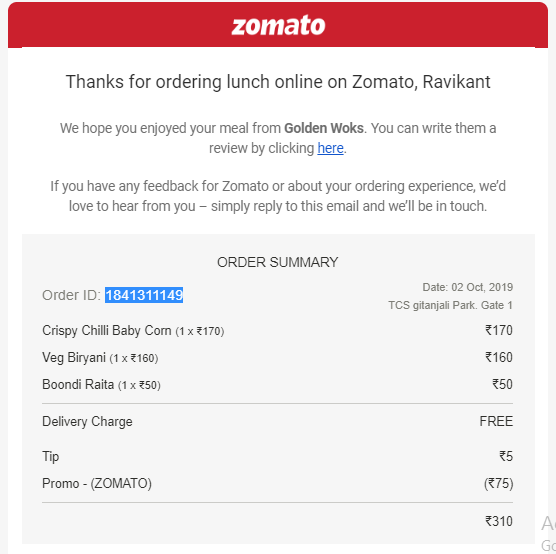 zomato
Thanks for ordering lunch online on Zomato, Ravikant
We hope you enjoyed your meal from Golden Woks. You can write them a
review by clicking here.
If you have any feedback for Zomato or about your ordering experience, we'd
love to hear from you – simply reply to this email and we'll be in touch.
ORDER SUMMARY
Order ID: 1841311149
Date: 02 Oct, 2019
TCS gitanjali Park. Gate 1
Crispy Chilli Baby Corn (1 x ₹170) ₹170
Veg Biryani (1 x ₹160) ₹160
Boondi Raita (1 x ₹50) ₹50
Delivery Charge FREE
Tip ₹5
Promo - (ZOMATO) (₹75)
₹310